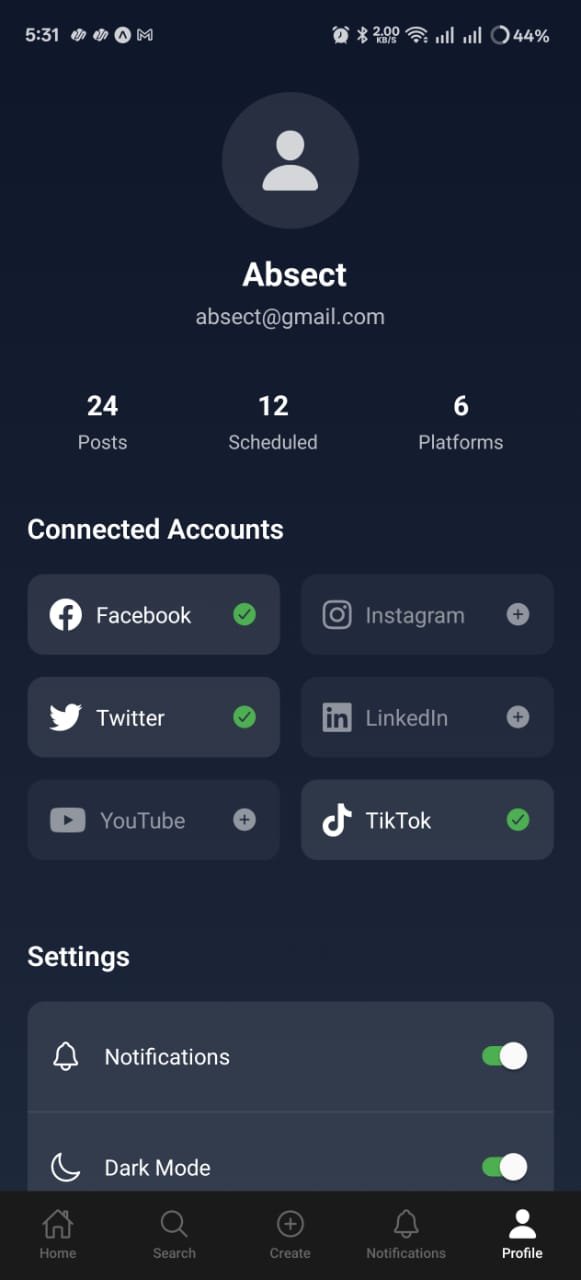 5:31 2.00 KB/S 44%
Absect
absect@gmail.com
24 12 6
Posts Scheduled Platforms
Connected Accounts
Facebook Instagram
Twitter LinkedIn
YouTube TikTok
Settings
Notifications
Dark Mode
Home Search Create Notifications Profile